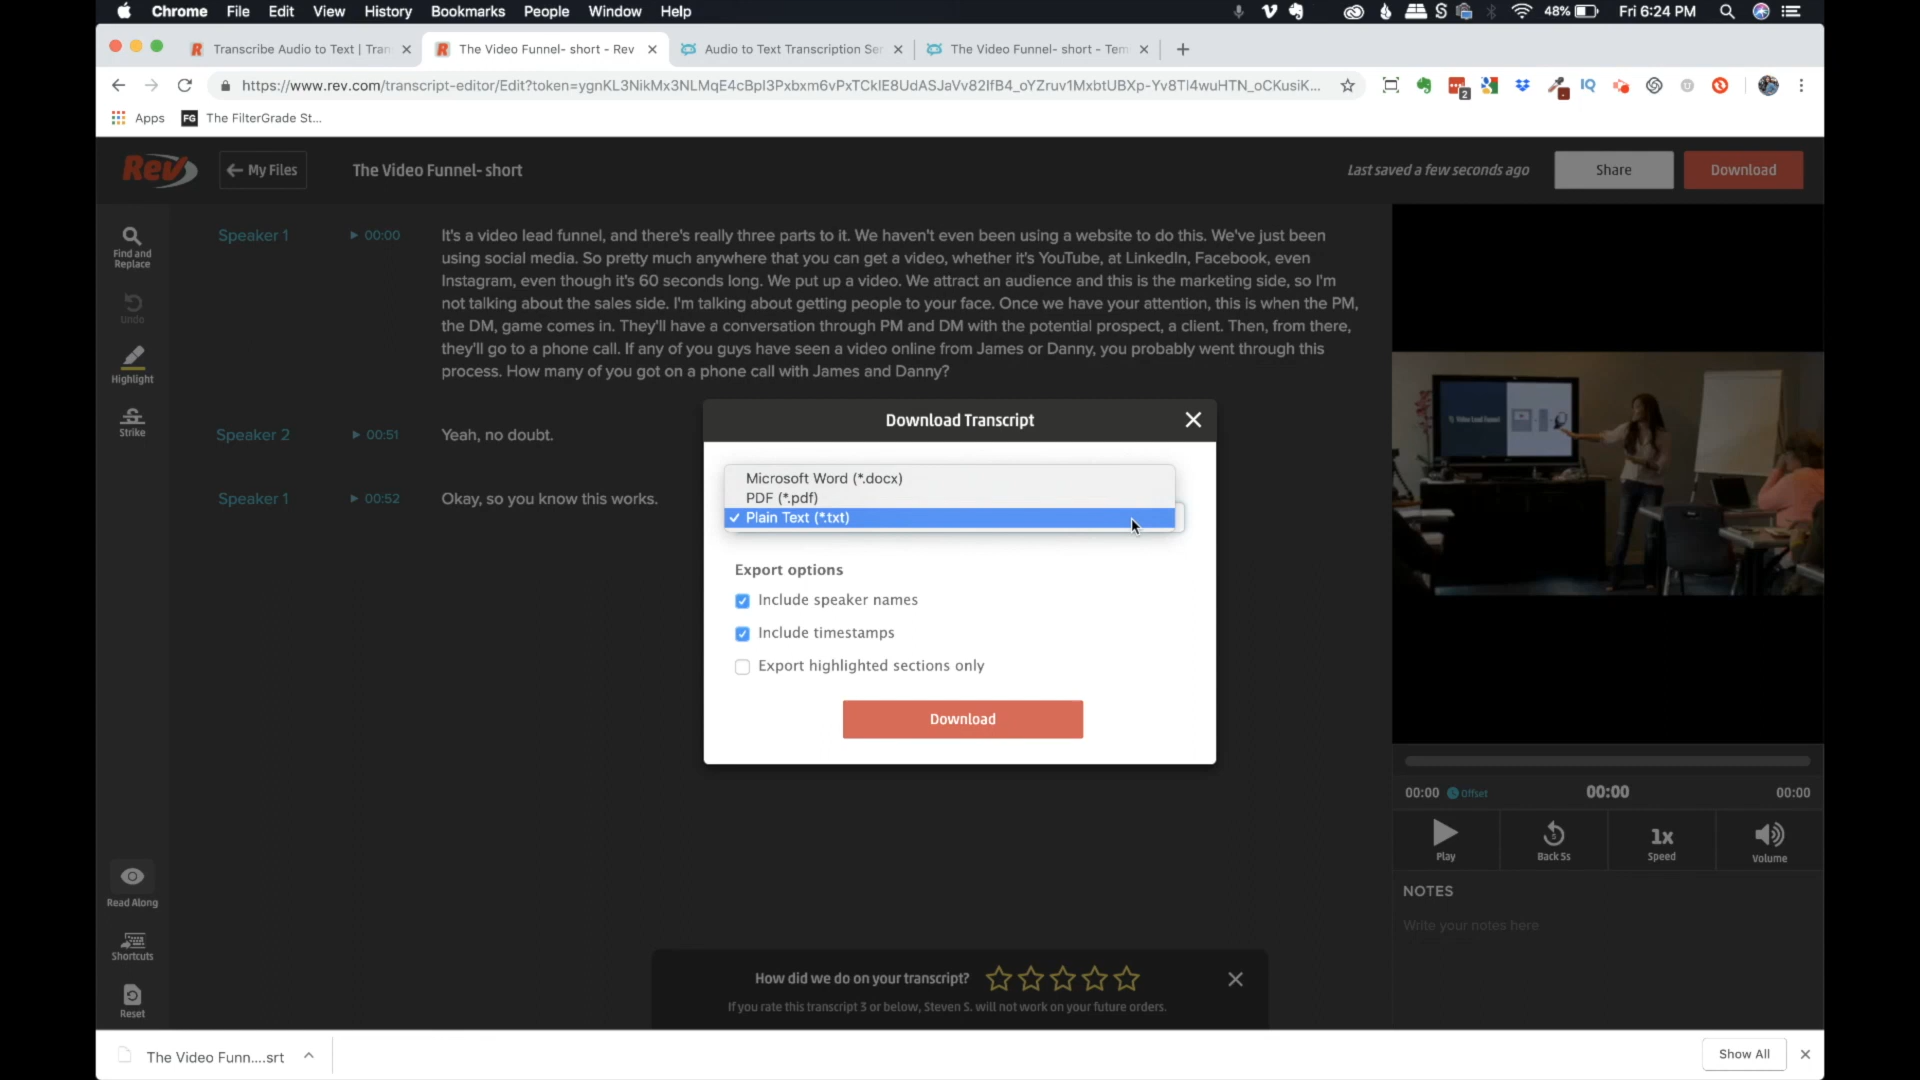 Chrome File Edit View History Bookmarks People Window Help
48% Fri 6:24 PM
Transcribe Audio to Text | Tran
The Video Funnel- short - Rev
Audio to Text Transcription Ser
The Video Funnel- short - Tem
https://www.rev.com/transcript-editor/Edit?token=ygnKL3NikMx3NLMqE4cBpI3Pxbxm6vPxTCkIE8UdASJaVv82IfB4_oYZruv1MxbtUBXp-Yv8Tl4wuHTN_oCKusiK...
2
IQ
Apps
FG
The FilterGrade St...
Rev
My Files
The Video Funnel- short
Last saved a few seconds ago
Share
Download
Find and
Replace
Undo
Highlight
Strike
Speaker 1
00:00
It's a video lead funnel, and there's really three parts to it. We haven't even been using a website to do this. We've just been
using social media. So pretty much anywhere that you can get a video, whether it's YouTube, at LinkedIn, Facebook, even
Instagram, even though it's 60 seconds long. We put up a video. We attract an audience and this is the marketing side, so I'm
not talking about the sales side. I'm talking about getting people to your face. Once we have your attention, this is when the PM,
the DM, game comes in. They'll have a conversation through PM and DM with the potential prospect, a client. Then, from there,
they'll go to a phone call. If any of you guys have seen a video online from James or Danny, you probably went through this
process. How many of you got on a phone call with James and Danny?
Speaker 2
00:51
Yeah, no doubt.
Speaker 1
00:52
Okay, so you know this works.
Video Lead Funnel
Download Transcript
Microsoft Word (*.docx)
PDF (*.pdf)
Plain Text (*.txt)
Export options
Include speaker names
Include timestamps
Export highlighted sections only
Download
00:00 Offset
00:00
00:00
Play
5
Back 5s
1x
Speed
Volume
NOTES
Write your notes here
Read Along
Shortcuts
Reset
How did we do on your transcript?
If you rate this transcript 3 or below, Steven S. will not work on your future orders.
The Video Funn....srt
Show All